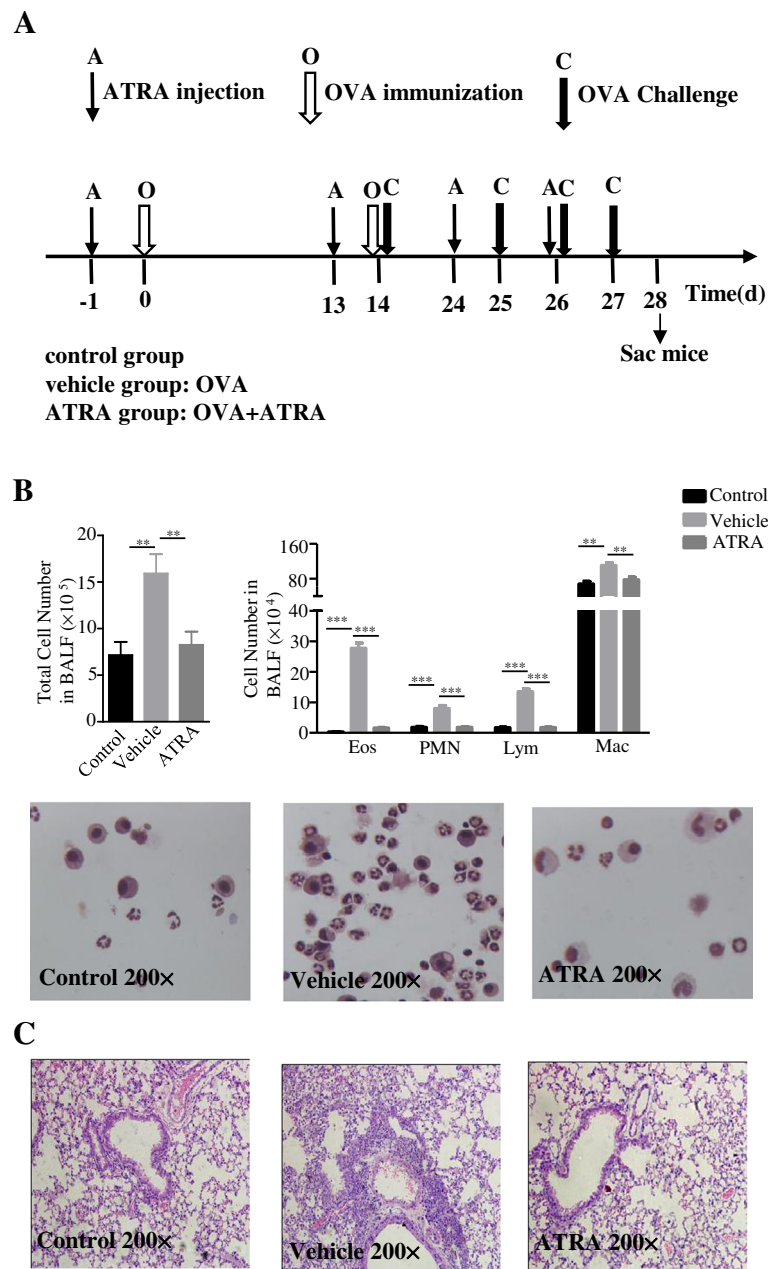 A
A O C
ATRA injection OVA immunization OVA Challenge
A O A O C A C A C C
-1 0 13 14 24 25 26 27 28 Time(d)
Sac mice
control group
vehicle group: OVA
ATRA group: OVA+ATRA
B
Control
Vehicle
ATRA
Total Cell Number
in BALF (×10⁵)
20
15
10
5
0
** **
Control Vehicle ATRA
Cell Number in
BALF (×10⁴)
160
80
40
30
20
10
0
*** *** *** *** *** *** ** **
Eos PMN Lym Mac
Control 200× Vehicle 200× ATRA 200×
C
Control 200× Vehicle 200× ATRA 200×